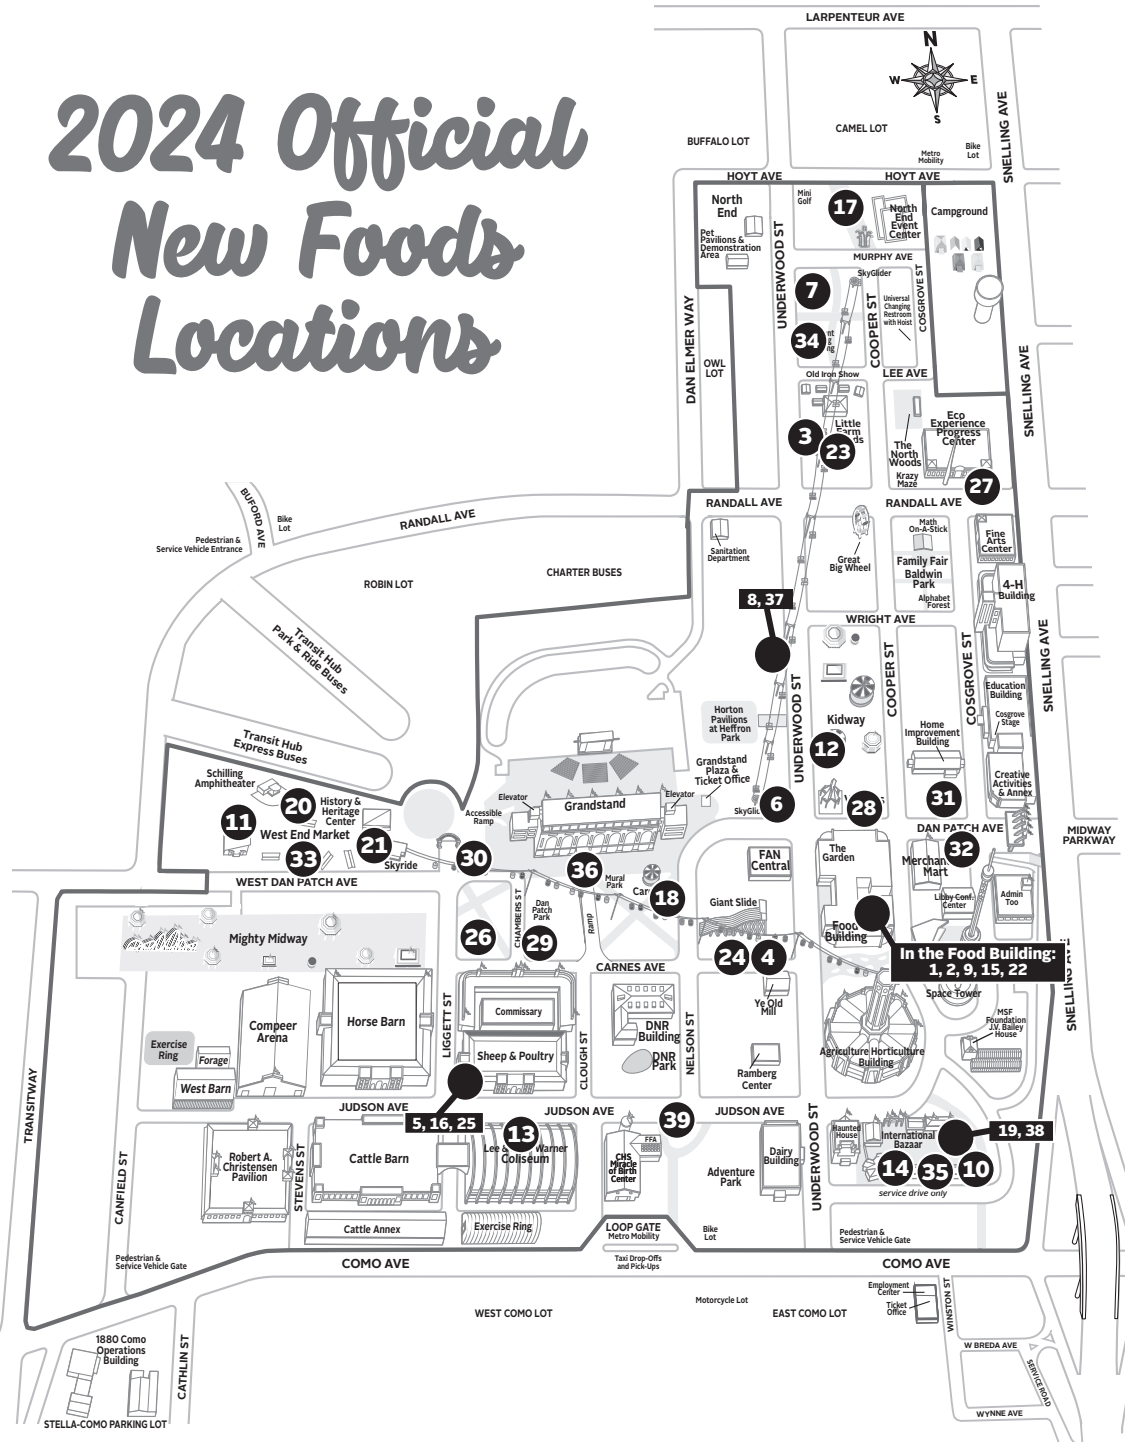 2024 Official
New Foods
Locations
LARPENTEUR AVE
N
W
E
S
SNELLING AVE
BUFFALO LOT
CAMEL LOT
Metro
Mobility
Bike
Lot
HOYT AVE
HOYT AVE
North
End
Mini
Golf
17
North
End
Event
Center
Campground
Pet
Pavilions &
Demonstration
Area
UNDERWOOD ST
MURPHY AVE
SkyGlider
7
COOPER ST
Universal
Changing
Restroom
with Hoist
COSGROVE ST
34
DAN ELMER WAY
OWL
LOT
Old Iron Show
LEE AVE
SNELLING AVE
3
Little
Farm
23
The
North
Woods
Eco
Experience
Progress
Center
Krazy
Maze
27
RANDALL AVE
RANDALL AVE
RANDALL AVE
BUFORD AVE
Bike
Lot
Pedestrian &
Service Vehicle Entrance
ROBIN LOT
CHARTER BUSES
Sanitation
Department
Great
Big Wheel
Math
On-A-Stick
Family Fair
Baldwin
Park
Alphabet
Forest
Fine
Arts
Center
4-H
Building
8, 37
WRIGHT AVE
Transit Hub
Park & Ride Buses
UNDERWOOD ST
COOPER ST
COSGROVE ST
SNELLING AVE
Education
Building
Cosgrove
Stage
Horton
Pavilions
at Heffron
Park
Kidway
12
Home
Improvement
Building
Transit Hub
Express Buses
Grandstand
Plaza &
Ticket Office
Creative
Activities
& Annex
Schilling
Amphitheater
20
History &
Heritage
Center
11
West End Market
33
21
Skyride
Accessible
Ramp
Elevator
Grandstand
Elevator
6
28
31
DAN PATCH AVE
MIDWAY
PARKWAY
30
36
Mural
Park
18
FAN
Central
The
Garden
32
Merchant
Mart
Libby Conf.
Center
Admin
Too
WEST DAN PATCH AVE
Mighty Midway
26
CHAMBERS ST
Dan
Patch
Park
29
Ramp
Giant Slide
24
4
Food
Building
In the Food Building:
1, 2, 9, 15, 22
SNELLING AVE
CARNES AVE
Ye Old
Mill
Space Tower
LIGGETT ST
Commissary
Sheep & Poultry
CLOUGH ST
DNR
Building
DNR
Park
NELSON ST
Ramberg
Center
Agriculture Horticulture
Building
MSF
Foundation
J.V. Bailey
House
Exercise
Ring
Forage
West Barn
Compeer
Arena
Horse Barn
TRANSITWAY
JUDSON AVE
5, 16, 25
JUDSON AVE
39
JUDSON AVE
UNDERWOOD ST
Haunted
House
International
Bazaar
19, 38
14
35
10
service drive only
CANFIELD ST
Robert A.
Christensen
Pavilion
STEVENS ST
Cattle Barn
13
Coliseum
FFA
CHS
Miracle
of Birth
Center
Adventure
Park
Dairy
Building
Cattle Annex
Exercise Ring
LOOP GATE
Metro Mobility
Bike
Lot
Pedestrian &
Service Vehicle Gate
Pedestrian &
Service Vehicle Gate
COMO AVE
Taxi Drop-Offs
and Pick-Ups
COMO AVE
WEST COMO LOT
Motorcycle Lot
EAST COMO LOT
Employment
Center
Ticket
Office
WINSTON ST
W BREDA AVE
SERVICE ROAD
WYNNE AVE
1880 Como
Operations
Building
CATHLIN ST
STELLA-COMO PARKING LOT